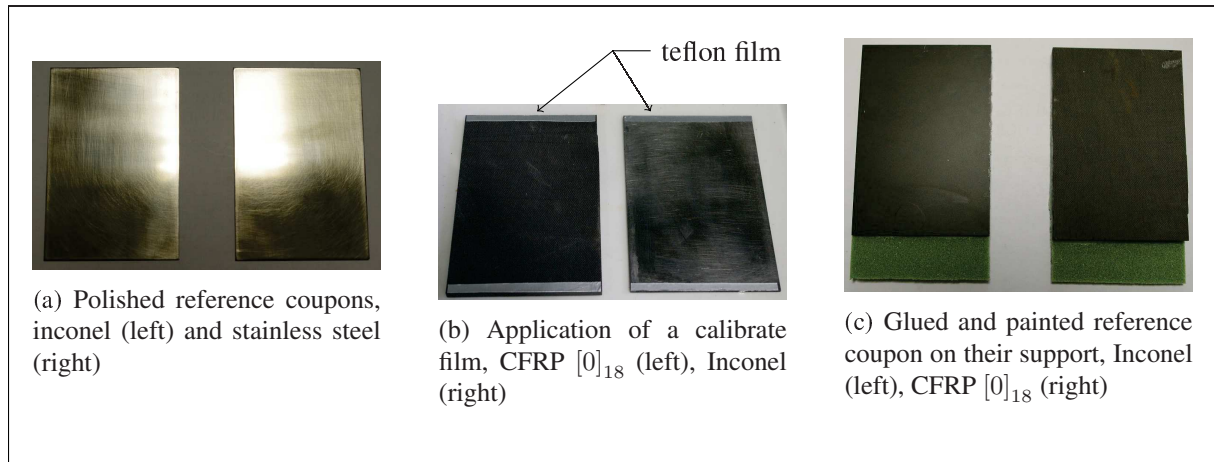 teflon film
(a) Polished reference coupons,
inconel (left) and stainless steel
(right)
(b) Application of a calibrate
film, CFRP [0]₁₈ (left), Inconel
(right)
(c) Glued and painted reference
coupon on their support, Inconel
(left), CFRP [0]₁₈ (right)